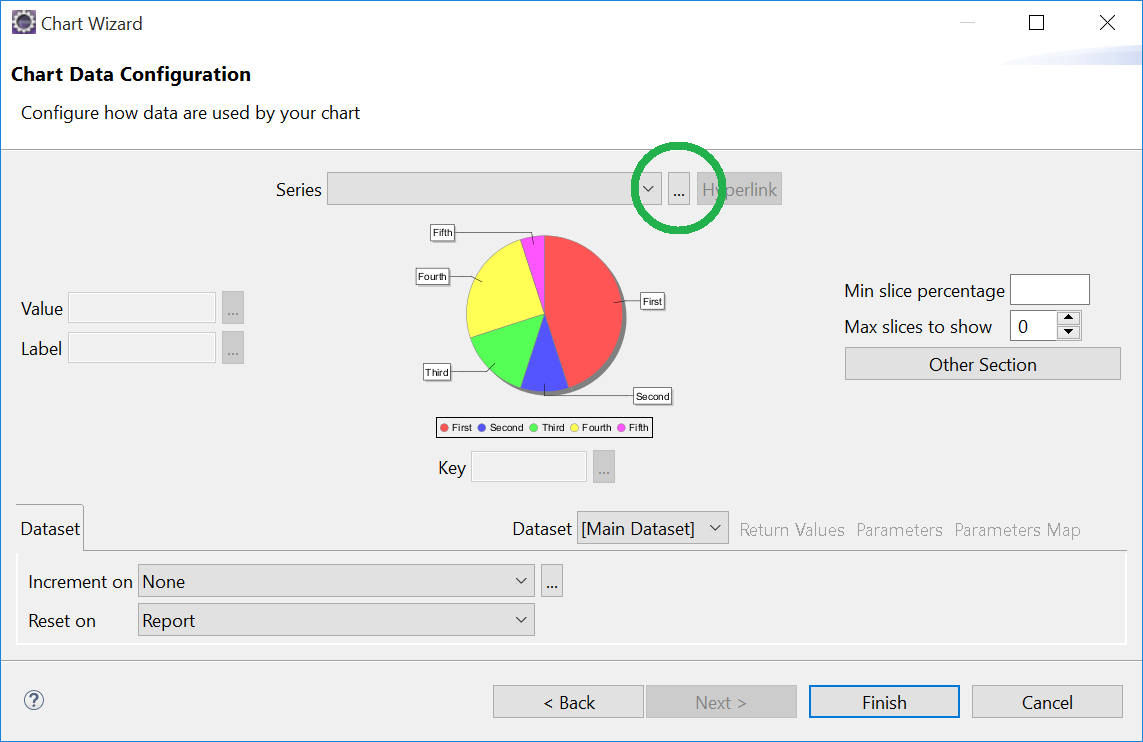 Chart Wizard
Chart Data Configuration
Configure how data are used by your chart
Series ... Hyperlink
Fifth
Fourth
First
Value ...
Label ...
Min slice percentage
Max slices to show 0
Other Section
Third
Second
First Second Third Fourth Fifth
Key ...
Dataset Dataset [Main Dataset] Return Values Parameters Parameters Map
Increment on None ...
Reset on Report
? < Back Next > Finish Cancel